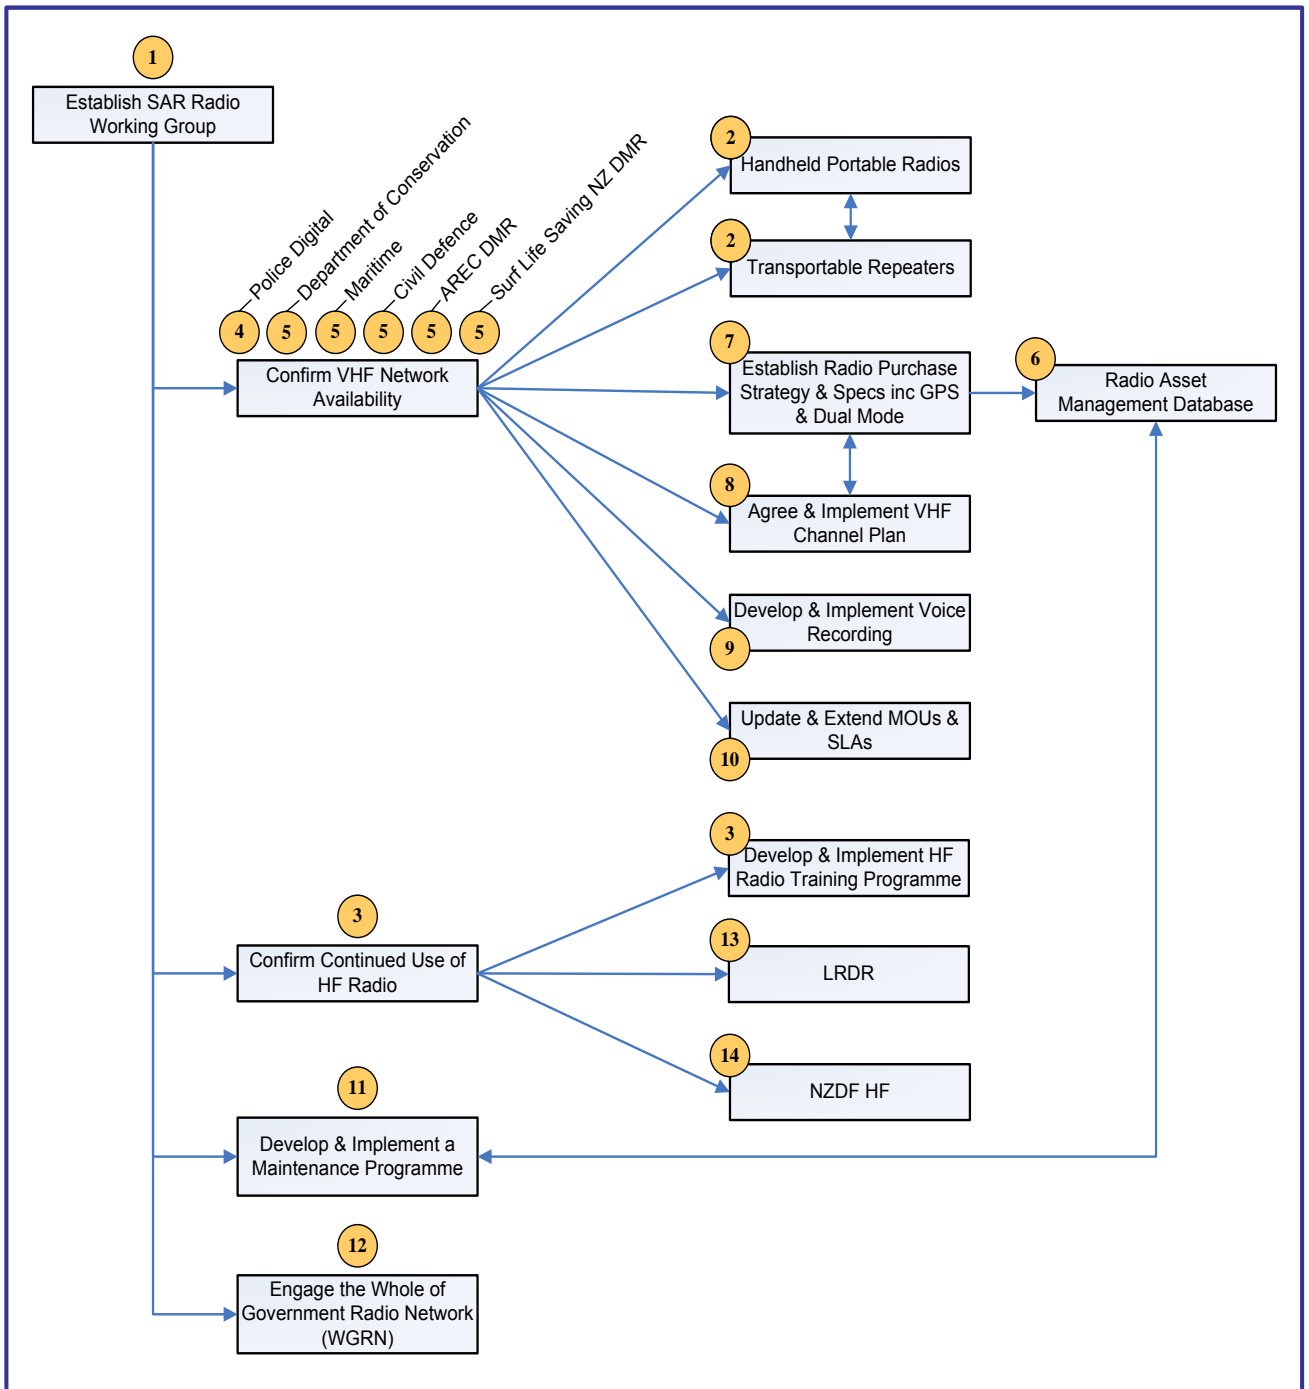 1
Establish SAR Radio
Working Group
Police Digital
Department of Conservation
Maritime
Civil Defence
AREC DMR
Surf Life Saving NZ DMR
4
5
5
5
5
5
Confirm VHF Network
Availability
2
Handheld Portable Radios
2
Transportable Repeaters
7
Establish Radio Purchase
Strategy & Specs inc GPS
& Dual Mode
6
Radio Asset
Management Database
8
Agree & Implement VHF
Channel Plan
Develop & Implement Voice
Recording
9
Update & Extend MOUs &
SLAs
10
3
Develop & Implement HF
Radio Training Programme
3
Confirm Continued Use of
HF Radio
13
LRDR
14
NZDF HF
11
Develop & Implement a
Maintenance Programme
12
Engage the Whole of
Government Radio Network
(WGRN)